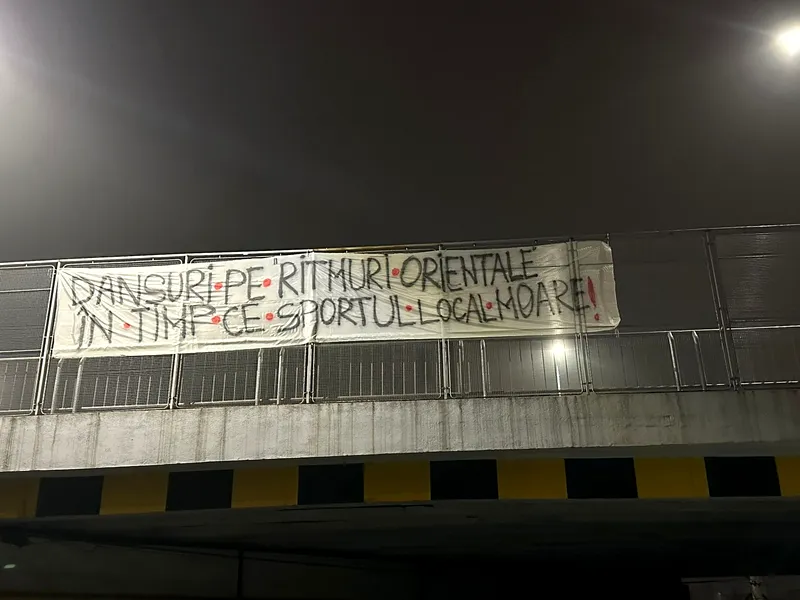 DANSURI•PE•"RITMURI•ORIENTALE"
ÎN•TIMP•CE•SPORTUL•LOCAL•MOARE!